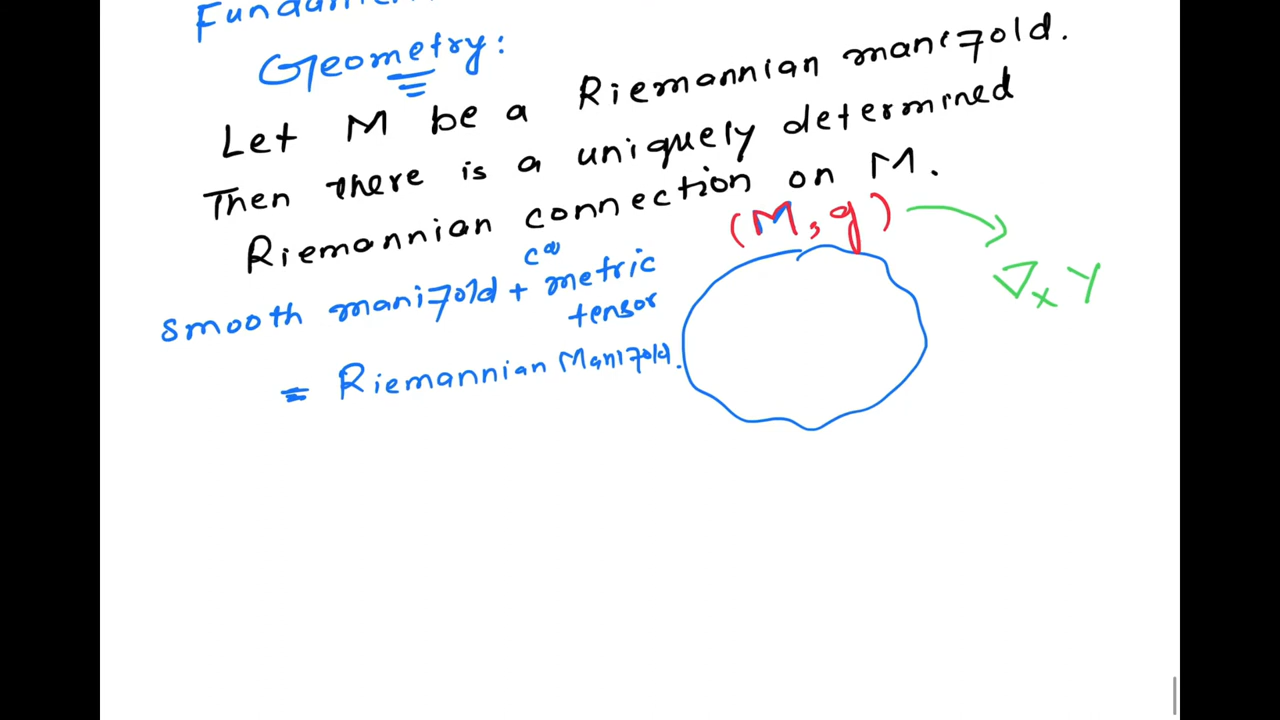 Geometry:
Let M be a Riemannian manifold.
Then there is a uniquely determined
Riemannian connection on M.
(M, g)
∇_X Y
smooth manifold + C^∞ metric
tensor
= Riemannian Manifold.